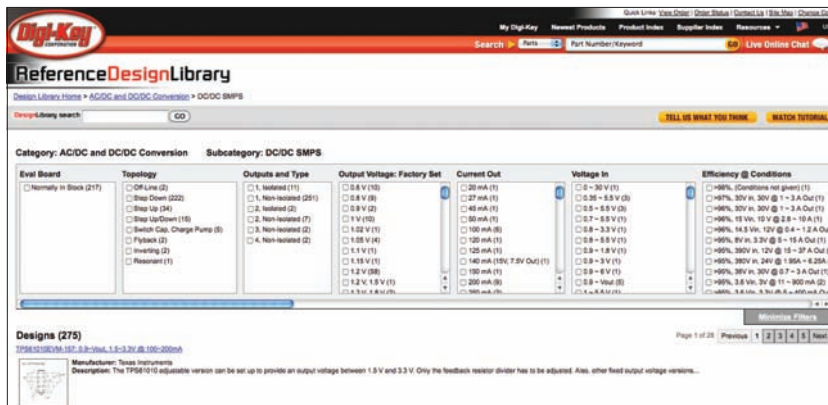 Quick Links: View Order | Order Status | Contact Us | Site Map | Change Co
Digi-Key
CORPORATION
My Digi-Key Newest Products Product Index Supplier Index Resources
Search Parts Part Number/Keyword GO Live Online Chat
ReferenceDesignLibrary
Design Library Home > AC/DC and DC/DC Conversion > DC/DC SMPS
DesignLibrary search GO TELL US WHAT YOU THINK WATCH TUTORIAL
Category: AC/DC and DC/DC Conversion Subcategory: DC/DC SMPS
Eval Board
Normally In Stock (217)
Topology
Off-Line (2)
Step Down (222)
Step Up (34)
Step Up/Down (15)
Switch Cap, Charge Pump (5)
Flyback (2)
Inverting (2)
Resonant (1)
Outputs and Type
1, Isolated (11)
1, Non-Isolated (251)
2, Isolated (2)
2, Non-Isolated (7)
3, Non-Isolated (2)
4, Non-Isolated (2)
Output Voltage: Factory Set
0.6 V (10)
0.8 V (9)
0.9 V (2)
1 V (10)
1.02 V (1)
1.05 V (4)
1.1 V (1)
1.15 V (1)
1.2 V (58)
1.2 V, 1.5 V (1)
Current Out
20 mA (1)
27 mA (1)
45 mA (1)
50 mA (1)
100 mA (6)
120 mA (1)
125 mA (1)
140 mA (15V, 7.5V Out) (1)
150 mA (1)
200 mA (9)
Voltage In
0 ~ 30 V (1)
0.35 ~ 5.5 V (3)
0.5 ~ 5.5 V (3)
0.7 ~ 5.5 V (1)
0.8 ~ 3.3 V (1)
0.8 ~ 5.5 V (1)
0.9 ~ 1.8 V (1)
0.9 ~ 3 V (1)
0.9 ~ 6 V (1)
0.9 ~ Vout (5)
Efficiency @ Conditions
>96%, (Conditions not given) (1)
>97%, 30V in, 30V @ 1 ~ 3 A Out (1)
>96%, 30V in, 30V @ 1 ~ 3 A Out (1)
>96%, 15 Vin, 10 V @ 2.8 ~ 10 A (1)
>96%, 14.5 Vin, 12V @ 0.4 ~ 1.2 A Ou
>95%, 8V in, 3.3V @ 5 ~ 15 A Out (1)
>95%, 390V in, 12V @ 15 ~ 37 A Out (
>95%, 380V in, 24V @ 1.95A ~ 6.25A
>95%, 36V in, 30V @ 0.7 ~ 3 A Out (1)
>95%, 3.6 Vin, 3V @ 11 ~ 900 mA (2)
Minimize Filters
Designs (275) Page 1 of 28 Previous 1 2 3 4 5 Next
TPS61010EVM-157: 0.9~Vout, 1.5~3.3V @ 100~200mA
Manufacturer: Texas Instruments
Description: The TPS61010 adjustable version can be set up to provide an output voltage between 1.5 V and 3.3 V. Only the feedback resistor divider has to be adjusted. Also, other fixed output voltage versions...